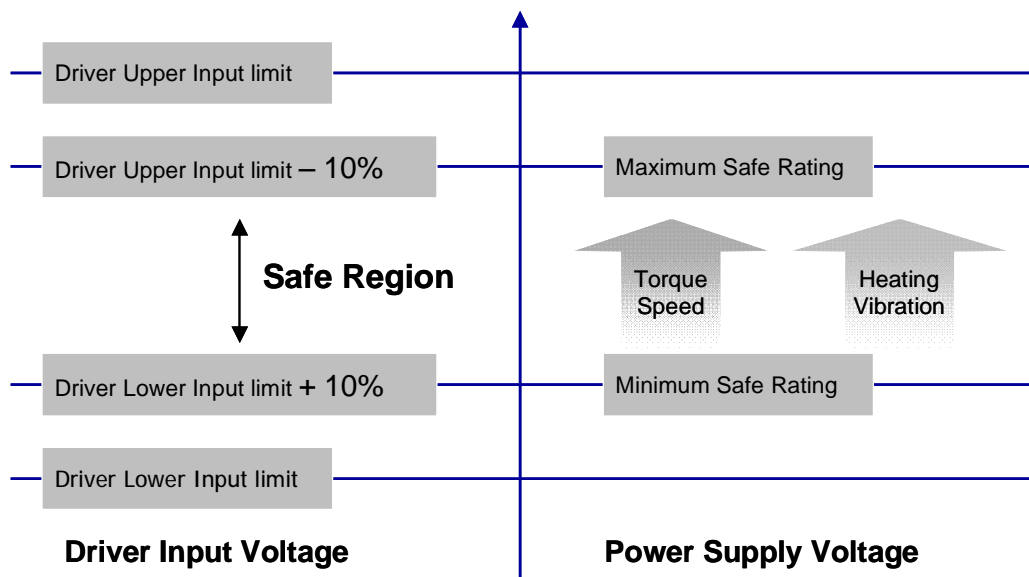 Driver Upper Input limit
Driver Upper Input limit – 10%
Maximum Safe Rating
Safe Region
Torque
Speed
Heating
Vibration
Driver Lower Input limit + 10%
Minimum Safe Rating
Driver Lower Input limit
Driver Input Voltage
Power Supply Voltage